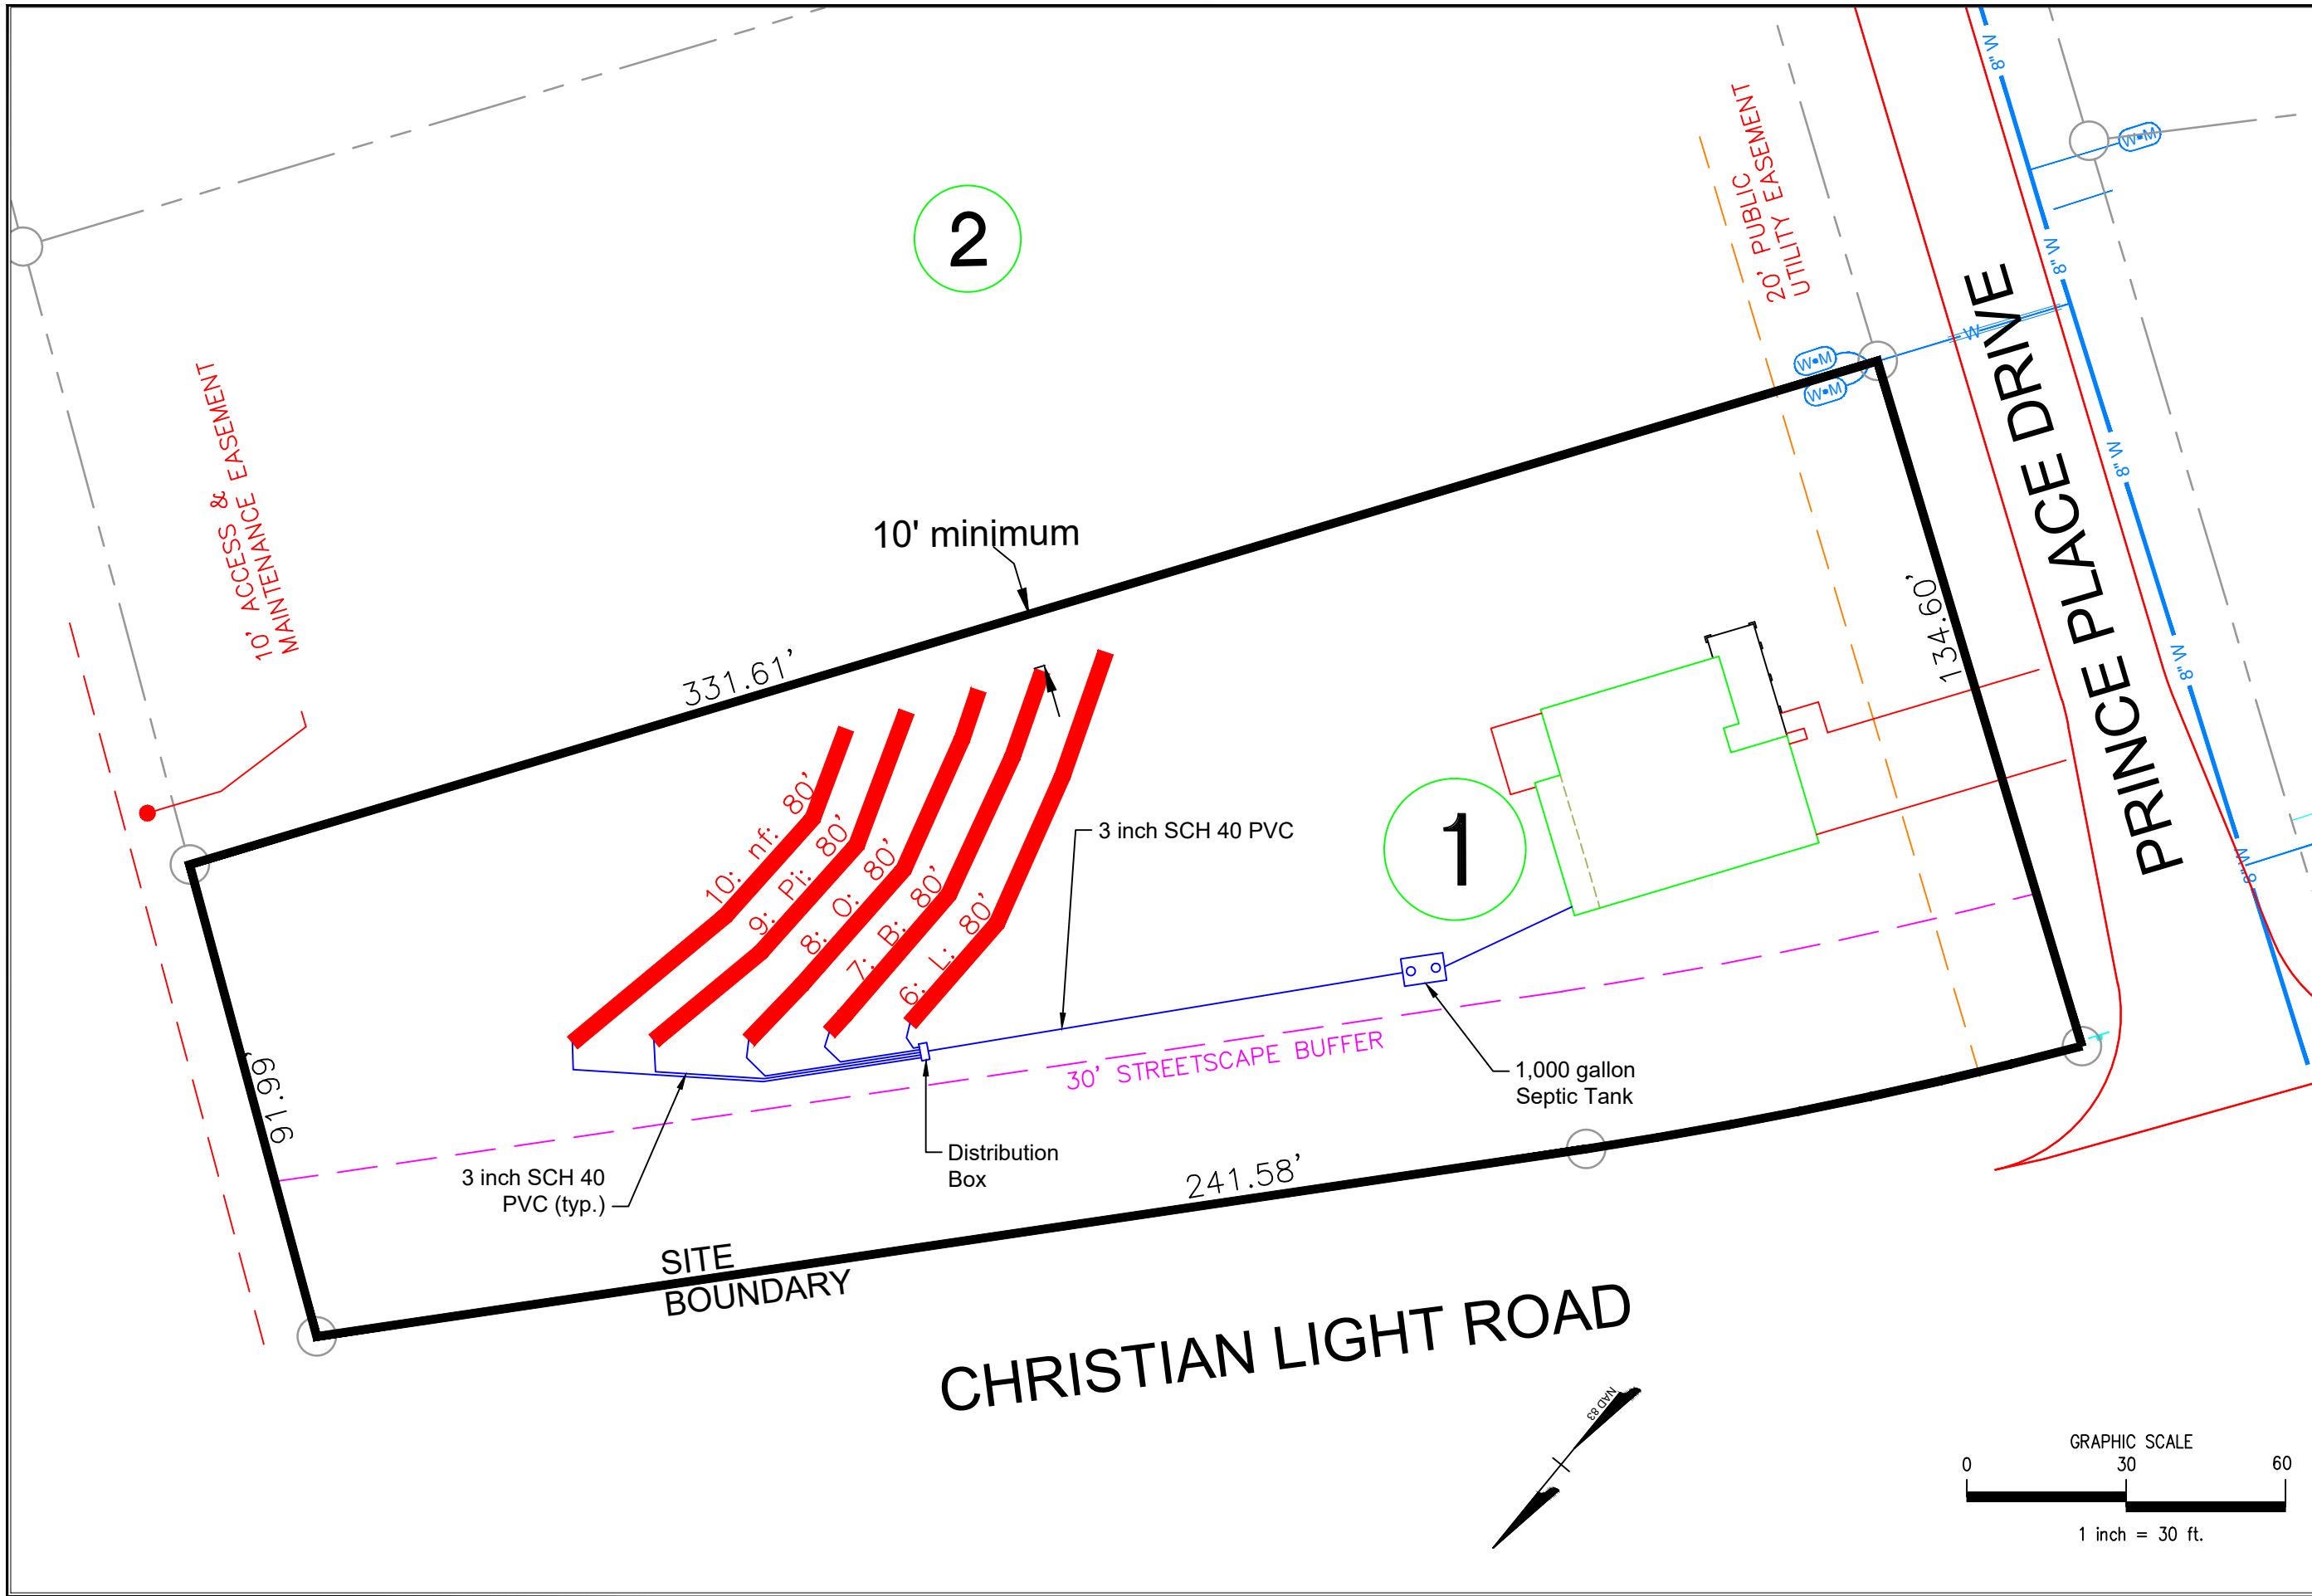 2
20' PUBLIC
UTILITY EASEMENT
8" W
8" W
8" W
8" W
8" W
W•M
W•M
W•M
W
PRINCE PLACE DRIVE
10' ACCESS &
MAINTENANCE EASEMENT
10' minimum
331.61'
134.60'
10: nf: 80'
9: Pi: 80'
8: O: 80'
7: B: 80'
6: L: 80'
3 inch SCH 40 PVC
1
91.99'
30' STREETSCAPE BUFFER
1,000 gallon
Septic Tank
Distribution
Box
3 inch SCH 40
PVC (typ.)
241.58'
SITE
BOUNDARY
CHRISTIAN LIGHT ROAD
NAD 83
GRAPHIC SCALE
0 30 60
1 inch = 30 ft.